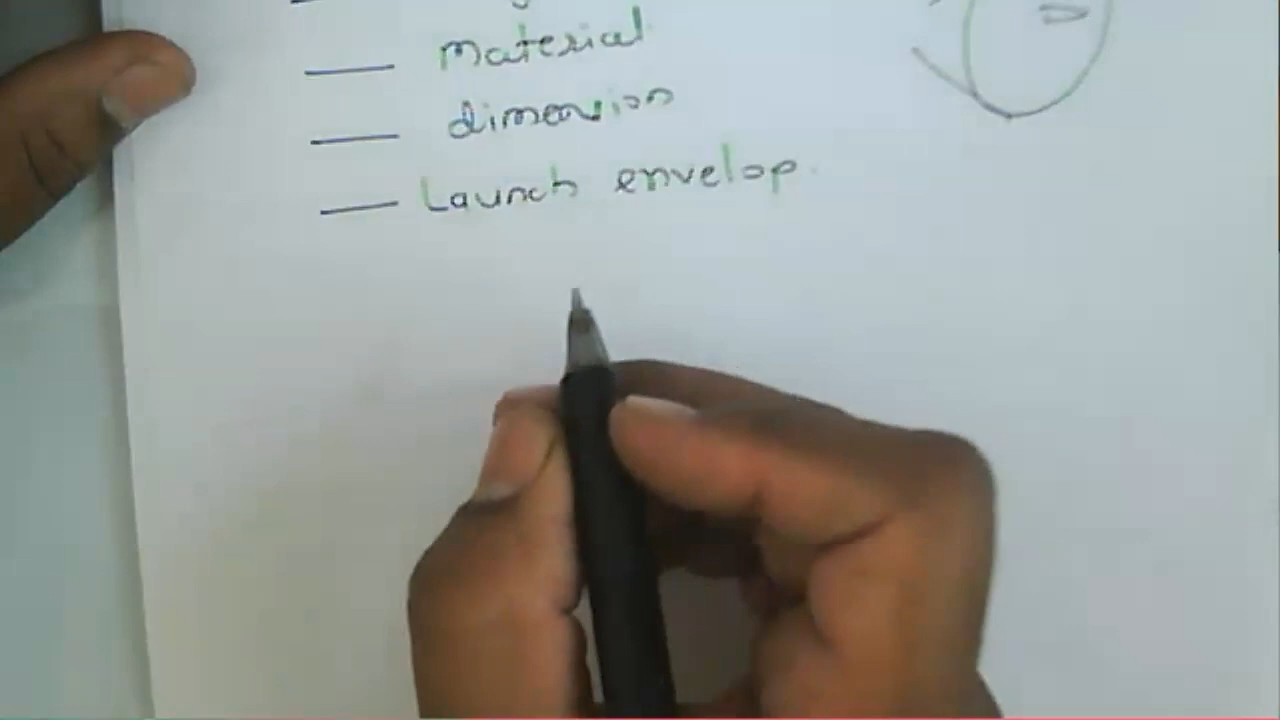 — Material
— dimension
— Launch envelop.